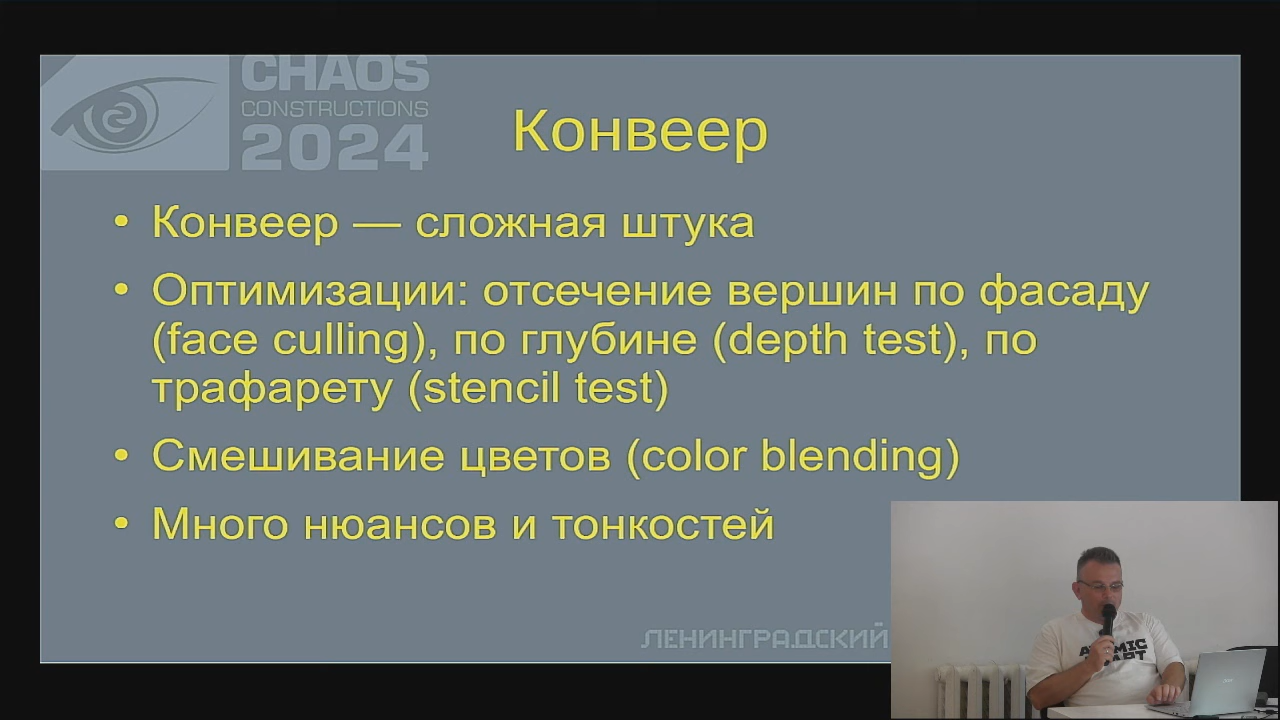 CHAOS
CONSTRUCTIONS
2024
Конвеер
• Конвеер — сложная штука
• Оптимизации: отсечение вершин по фасаду
(face culling), по глубине (depth test), по
трафарету (stencil test)
• Смешивание цветов (color blending)
• Много нюансов и тонкостей
ЛЕНИНГРАДСКИЙ